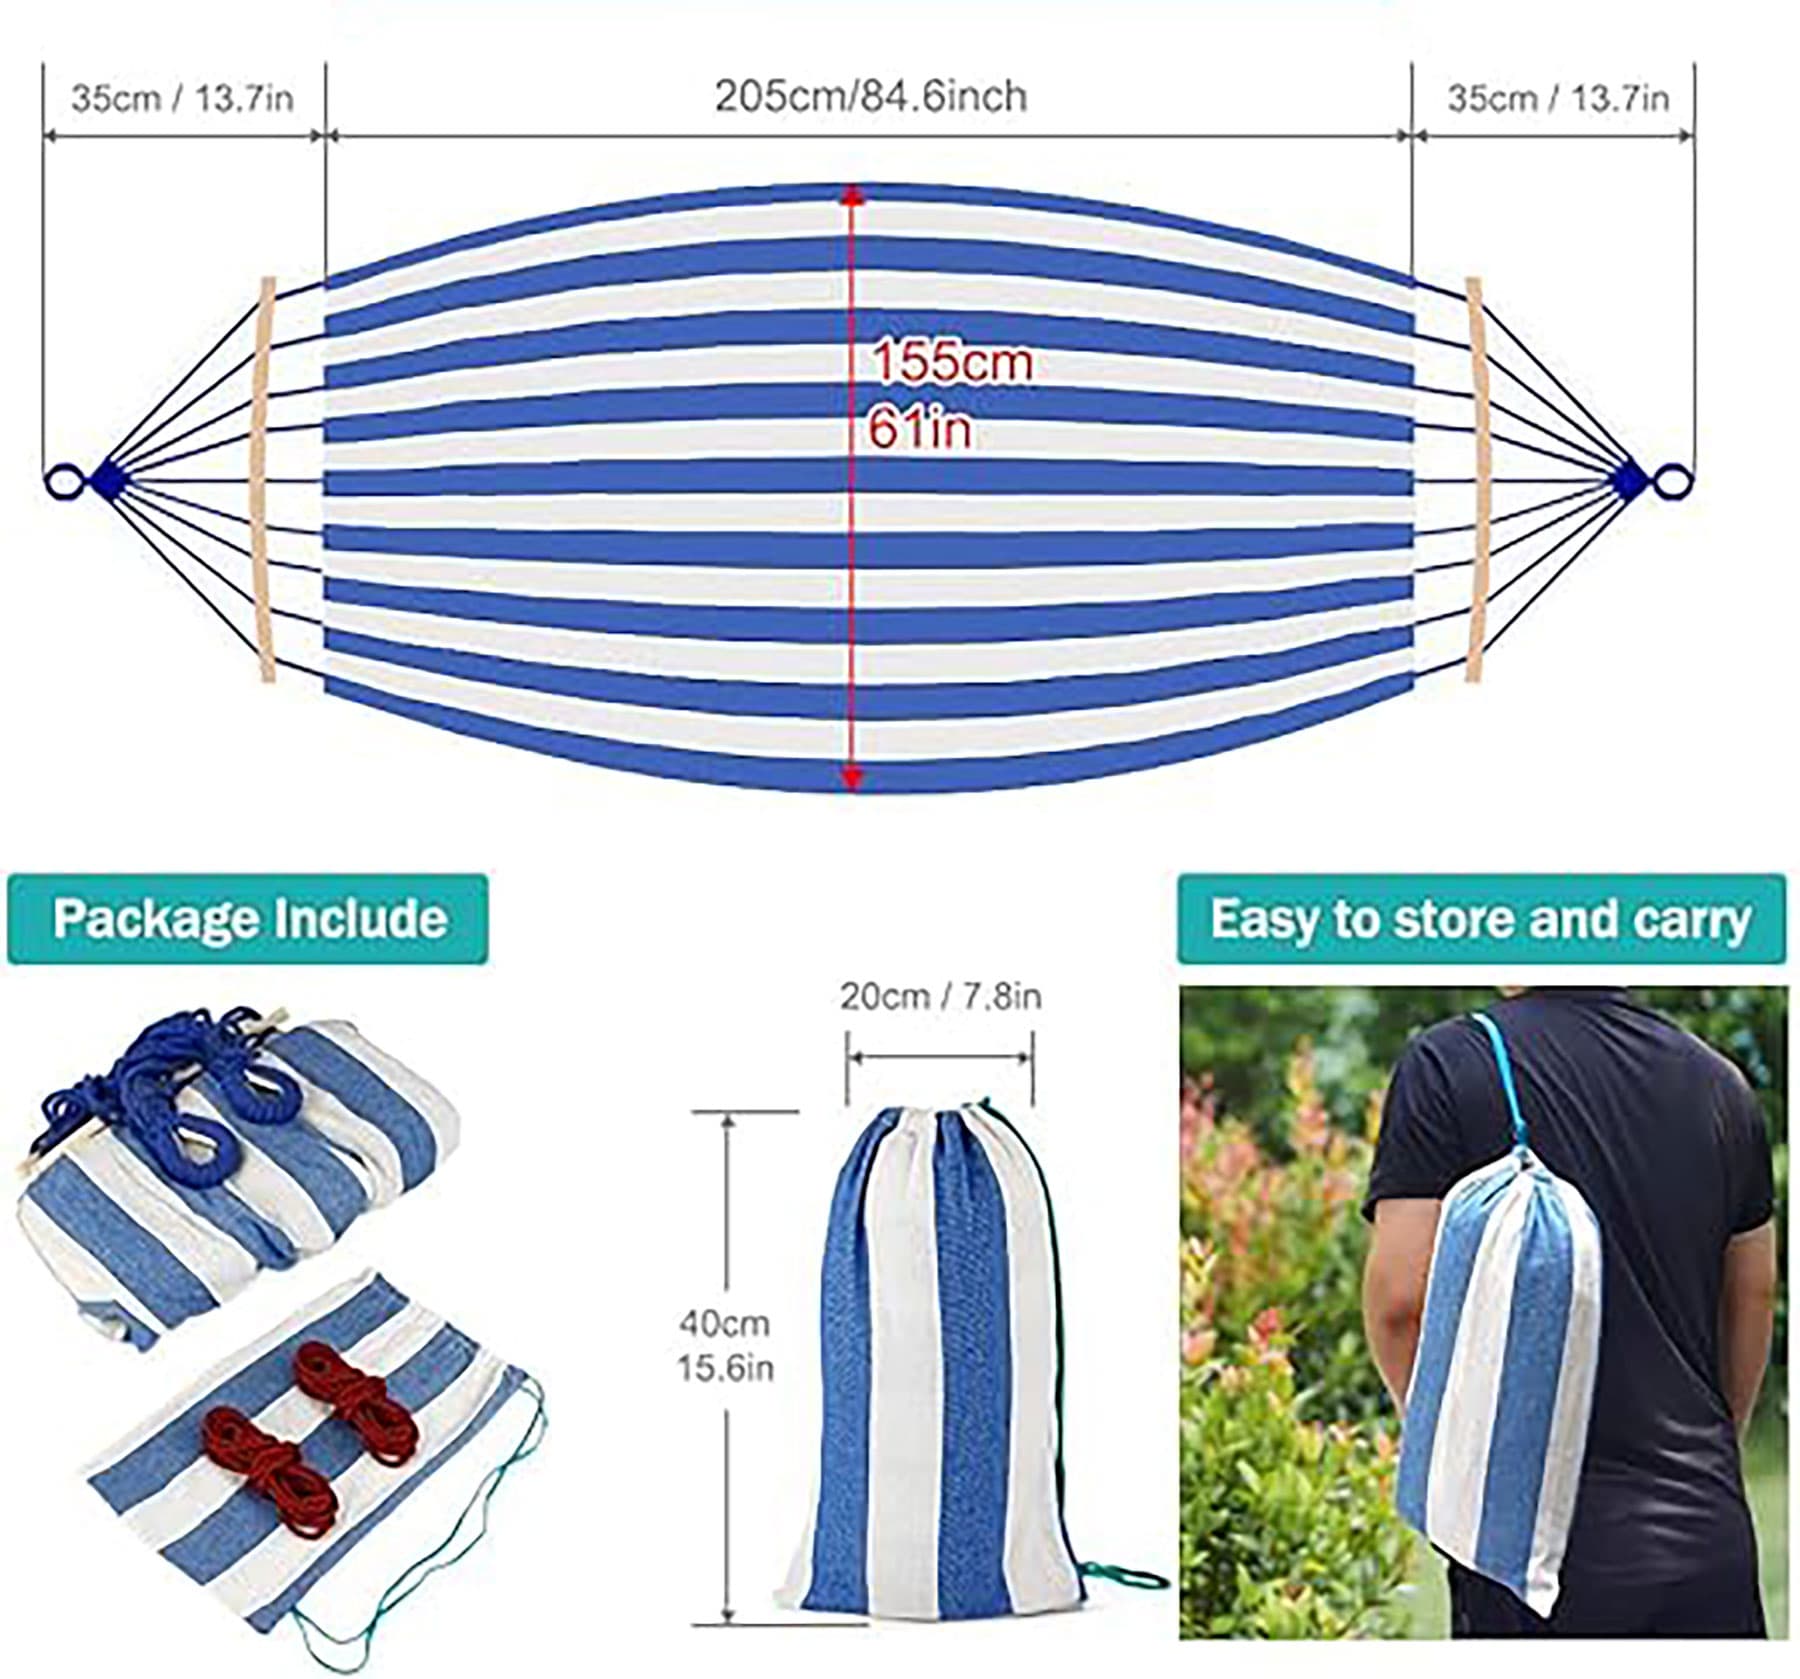 35cm / 13.7in
205cm/84.6inch
35cm / 13.7in
155cm
61in
Package Include
Easy to store and carry
20cm / 7.8in
40cm
15.6in